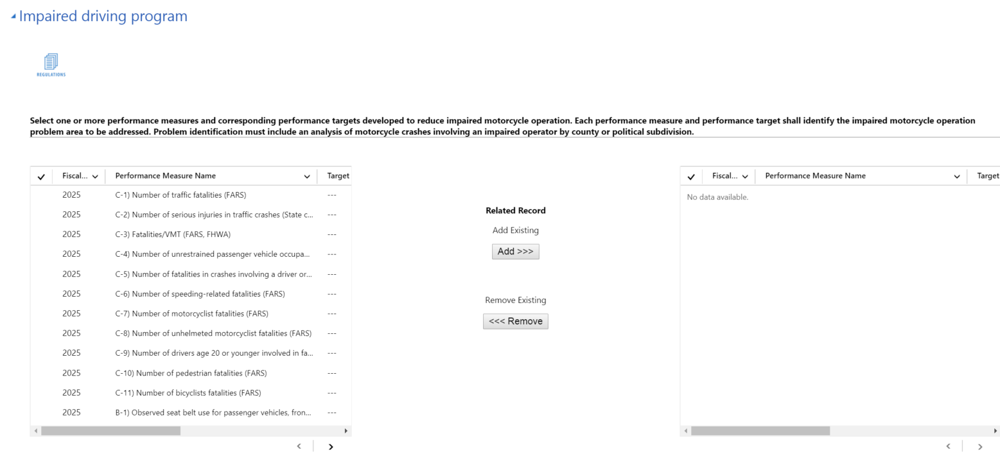 Impaired driving program
REGULATIONS
Select one or more performance measures and corresponding performance targets developed to reduce impaired motorcycle operation. Each performance measure and performance target shall identify the impaired motorcycle operation
problem area to be addressed. Problem identification must include an analysis of motorcycle crashes involving an impaired operator by county or political subdivision.
Fiscal... Performance Measure Name Target
2025 C-1) Number of traffic fatalities (FARS) ---
2025 C-2) Number of serious injuries in traffic crashes (State c... ---
2025 C-3) Fatalities/VMT (FARS, FHWA) ---
2025 C-4) Number of unrestrained passenger vehicle occupa... ---
2025 C-5) Number of fatalities in crashes involving a driver or... ---
2025 C-6) Number of speeding-related fatalities (FARS) ---
2025 C-7) Number of motorcyclist fatalities (FARS) ---
2025 C-8) Number of unhelmeted motorcyclist fatalities (FARS) ---
2025 C-9) Number of drivers age 20 or younger involved in fa... ---
2025 C-10) Number of pedestrian fatalities (FARS) ---
2025 C-11) Number of bicyclists fatalities (FARS) ---
2025 B-1) Observed seat belt use for passenger vehicles, fron... ---
Related Record
Add Existing
Add >>>
Remove Existing
<<< Remove
Fiscal... Performance Measure Name Target
No data available.